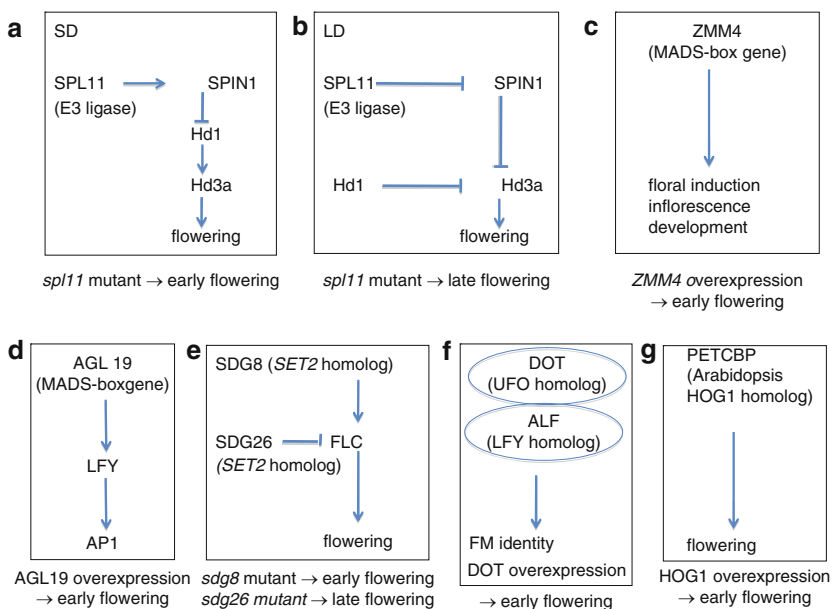 a
SD
SPL11
SPIN1
(E3 ligase)
Hd1
Hd3a
flowering
spl11 mutant → early flowering
b
LD
SPL11
SPIN1
(E3 ligase)
Hd1
Hd3a
flowering
spl11 mutant → late flowering
c
ZMM4
(MADS-box gene)
floral induction
inflorescence
development
ZMM4 overexpression
→ early flowering
d
AGL 19
(MADS-boxgene)
LFY
AP1
AGL19 overexpression
→ early flowering
e
SDG8 (SET2 homolog)
SDG26
FLC
(SET2 homolog)
flowering
sdg8 mutant → early flowering
sdg26 mutant → late flowering
f
DOT
(UFO homolog)
ALF
(LFY homolog)
FM identity
DOT overexpression
→ early flowering
g
PETCBP
(Arabidopsis
HOG1 homolog)
flowering
HOG1 overexpression
→ early flowering